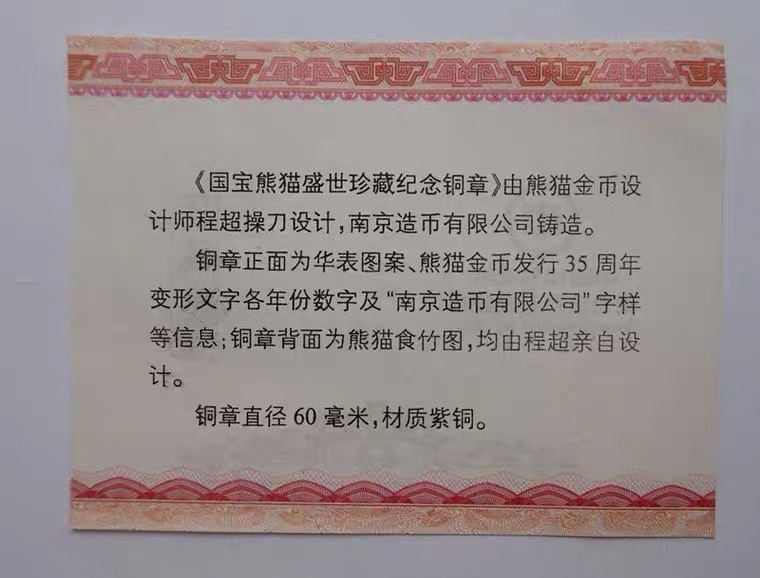 《国宝熊猫盛世珍藏纪念铜章》由熊猫金币设
计师程超操刀设计,南京造币有限公司铸造。
铜章正面为华表图案、熊猫金币发行35周年
变形文字各年份数字及“南京造币有限公司”字样
等信息;铜章背面为熊猫食竹图,均由程超亲自设
计。
铜章直径60毫米,材质紫铜。